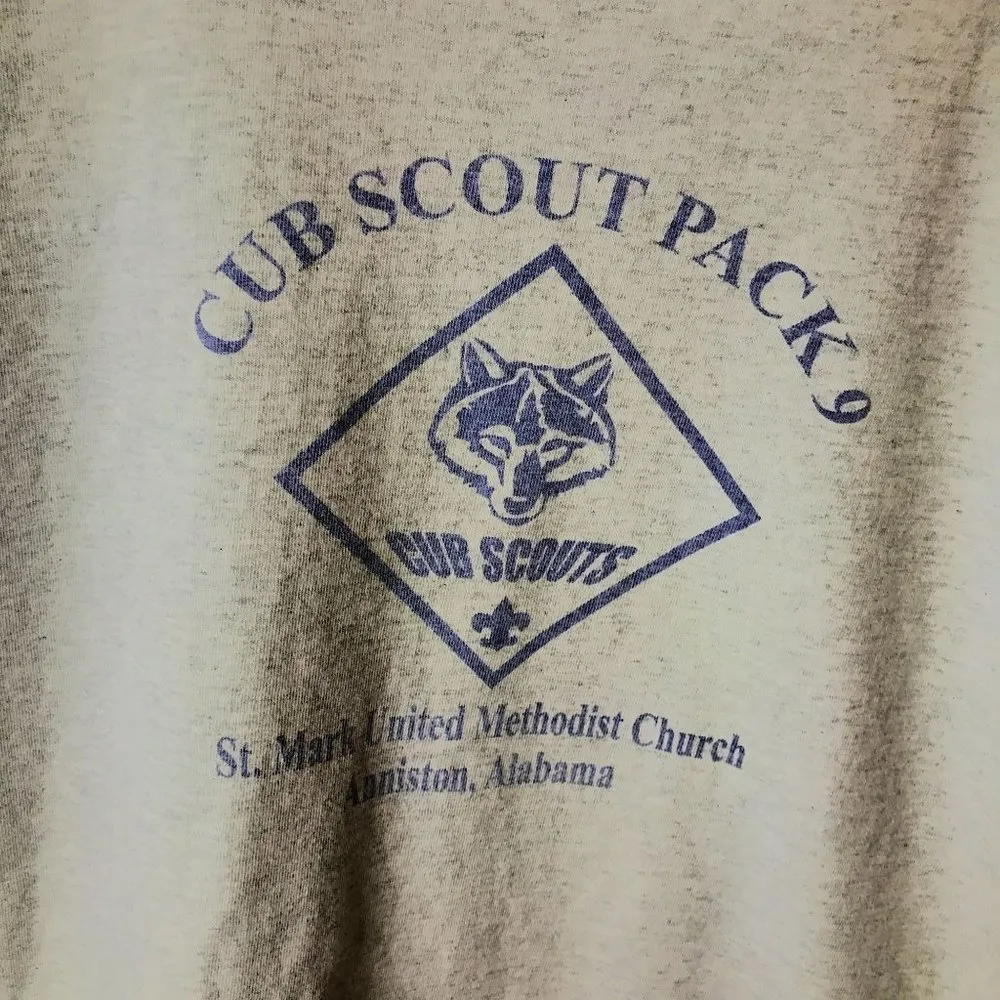 CUB SCOUT PACK 9
CUB SCOUTS
St. Mark United Methodist Church
Anniston, Alabama